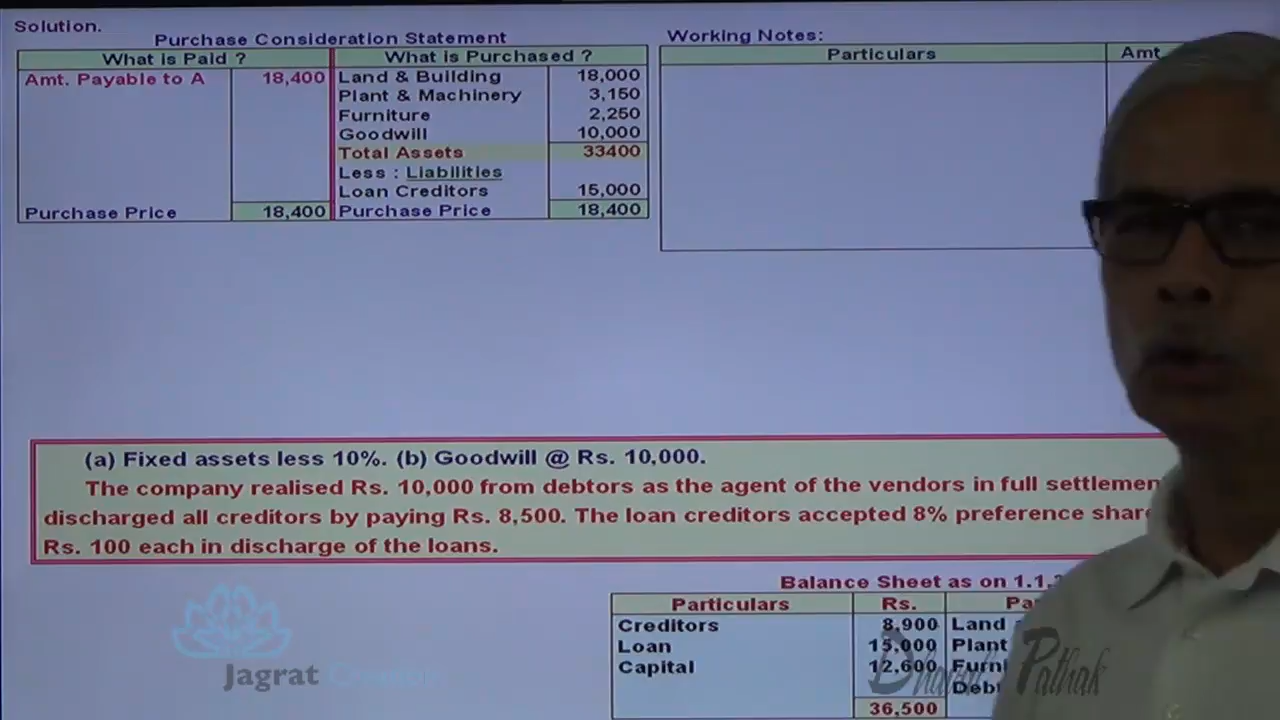 Solution.
Purchase Consideration Statement
What is Paid ? What is Purchased ?
Amt. Payable to A 18,400 Land & Building 18,000
Plant & Machinery 3,150
Furniture 2,250
Goodwill 10,000
Total Assets 33400
Less : Liabilities
Loan Creditors 15,000
Purchase Price 18,400 Purchase Price 18,400
Working Notes:
Particulars Amt
(a) Fixed assets less 10%. (b) Goodwill @ Rs. 10,000.
The company realised Rs. 10,000 from debtors as the agent of the vendors in full
discharged all creditors by paying Rs. 8,500. The loan creditors accepted 8% preference
Rs. 100 each in discharge of the loans.
Balance Sheet as on 1.1.
Particulars Rs.
Creditors 8,900 Land
Loan 15,000 Plant
Capital 12,600
36,500
Jagrat
Pathak